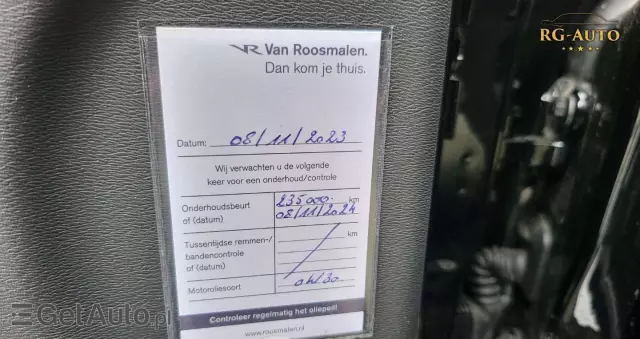 VR Van Roosmalen.
Dan kom je thuis.
RG-AUTO
Datum: 08/11/2023
Wij verwachten u de volgende
keer voor een onderhoud/controle
Onderhoudsbeurt 235000 km
of (datum) 08/11/2024
Tussentijdse remmen-/ km
bandencontrole
of (datum)
Motoroliesoort 0W/30
Controleer regelmatig het oliepeil!
www.roosmalen.nl
GetAuto.pl